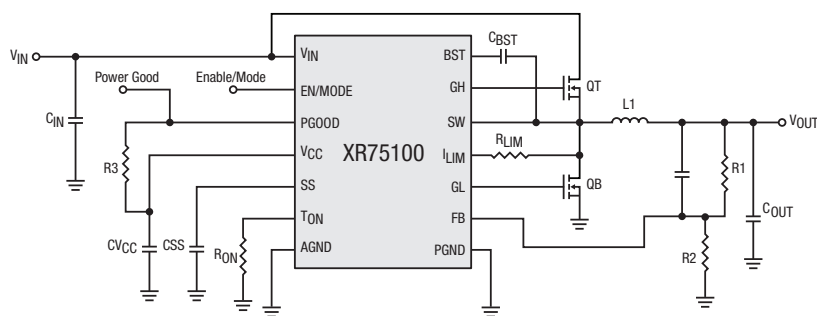 VIN
Power Good
Enable/Mode
CIN
R3
CVCC
CSS
RON
VIN
EN/MODE
PGOOD
VCC
SS
TON
AGND
XR75100
BST
GH
SW
ILIM
GL
FB
PGND
CBST
QT
L1
RLIM
QB
VOUT
R1
COUT
R2